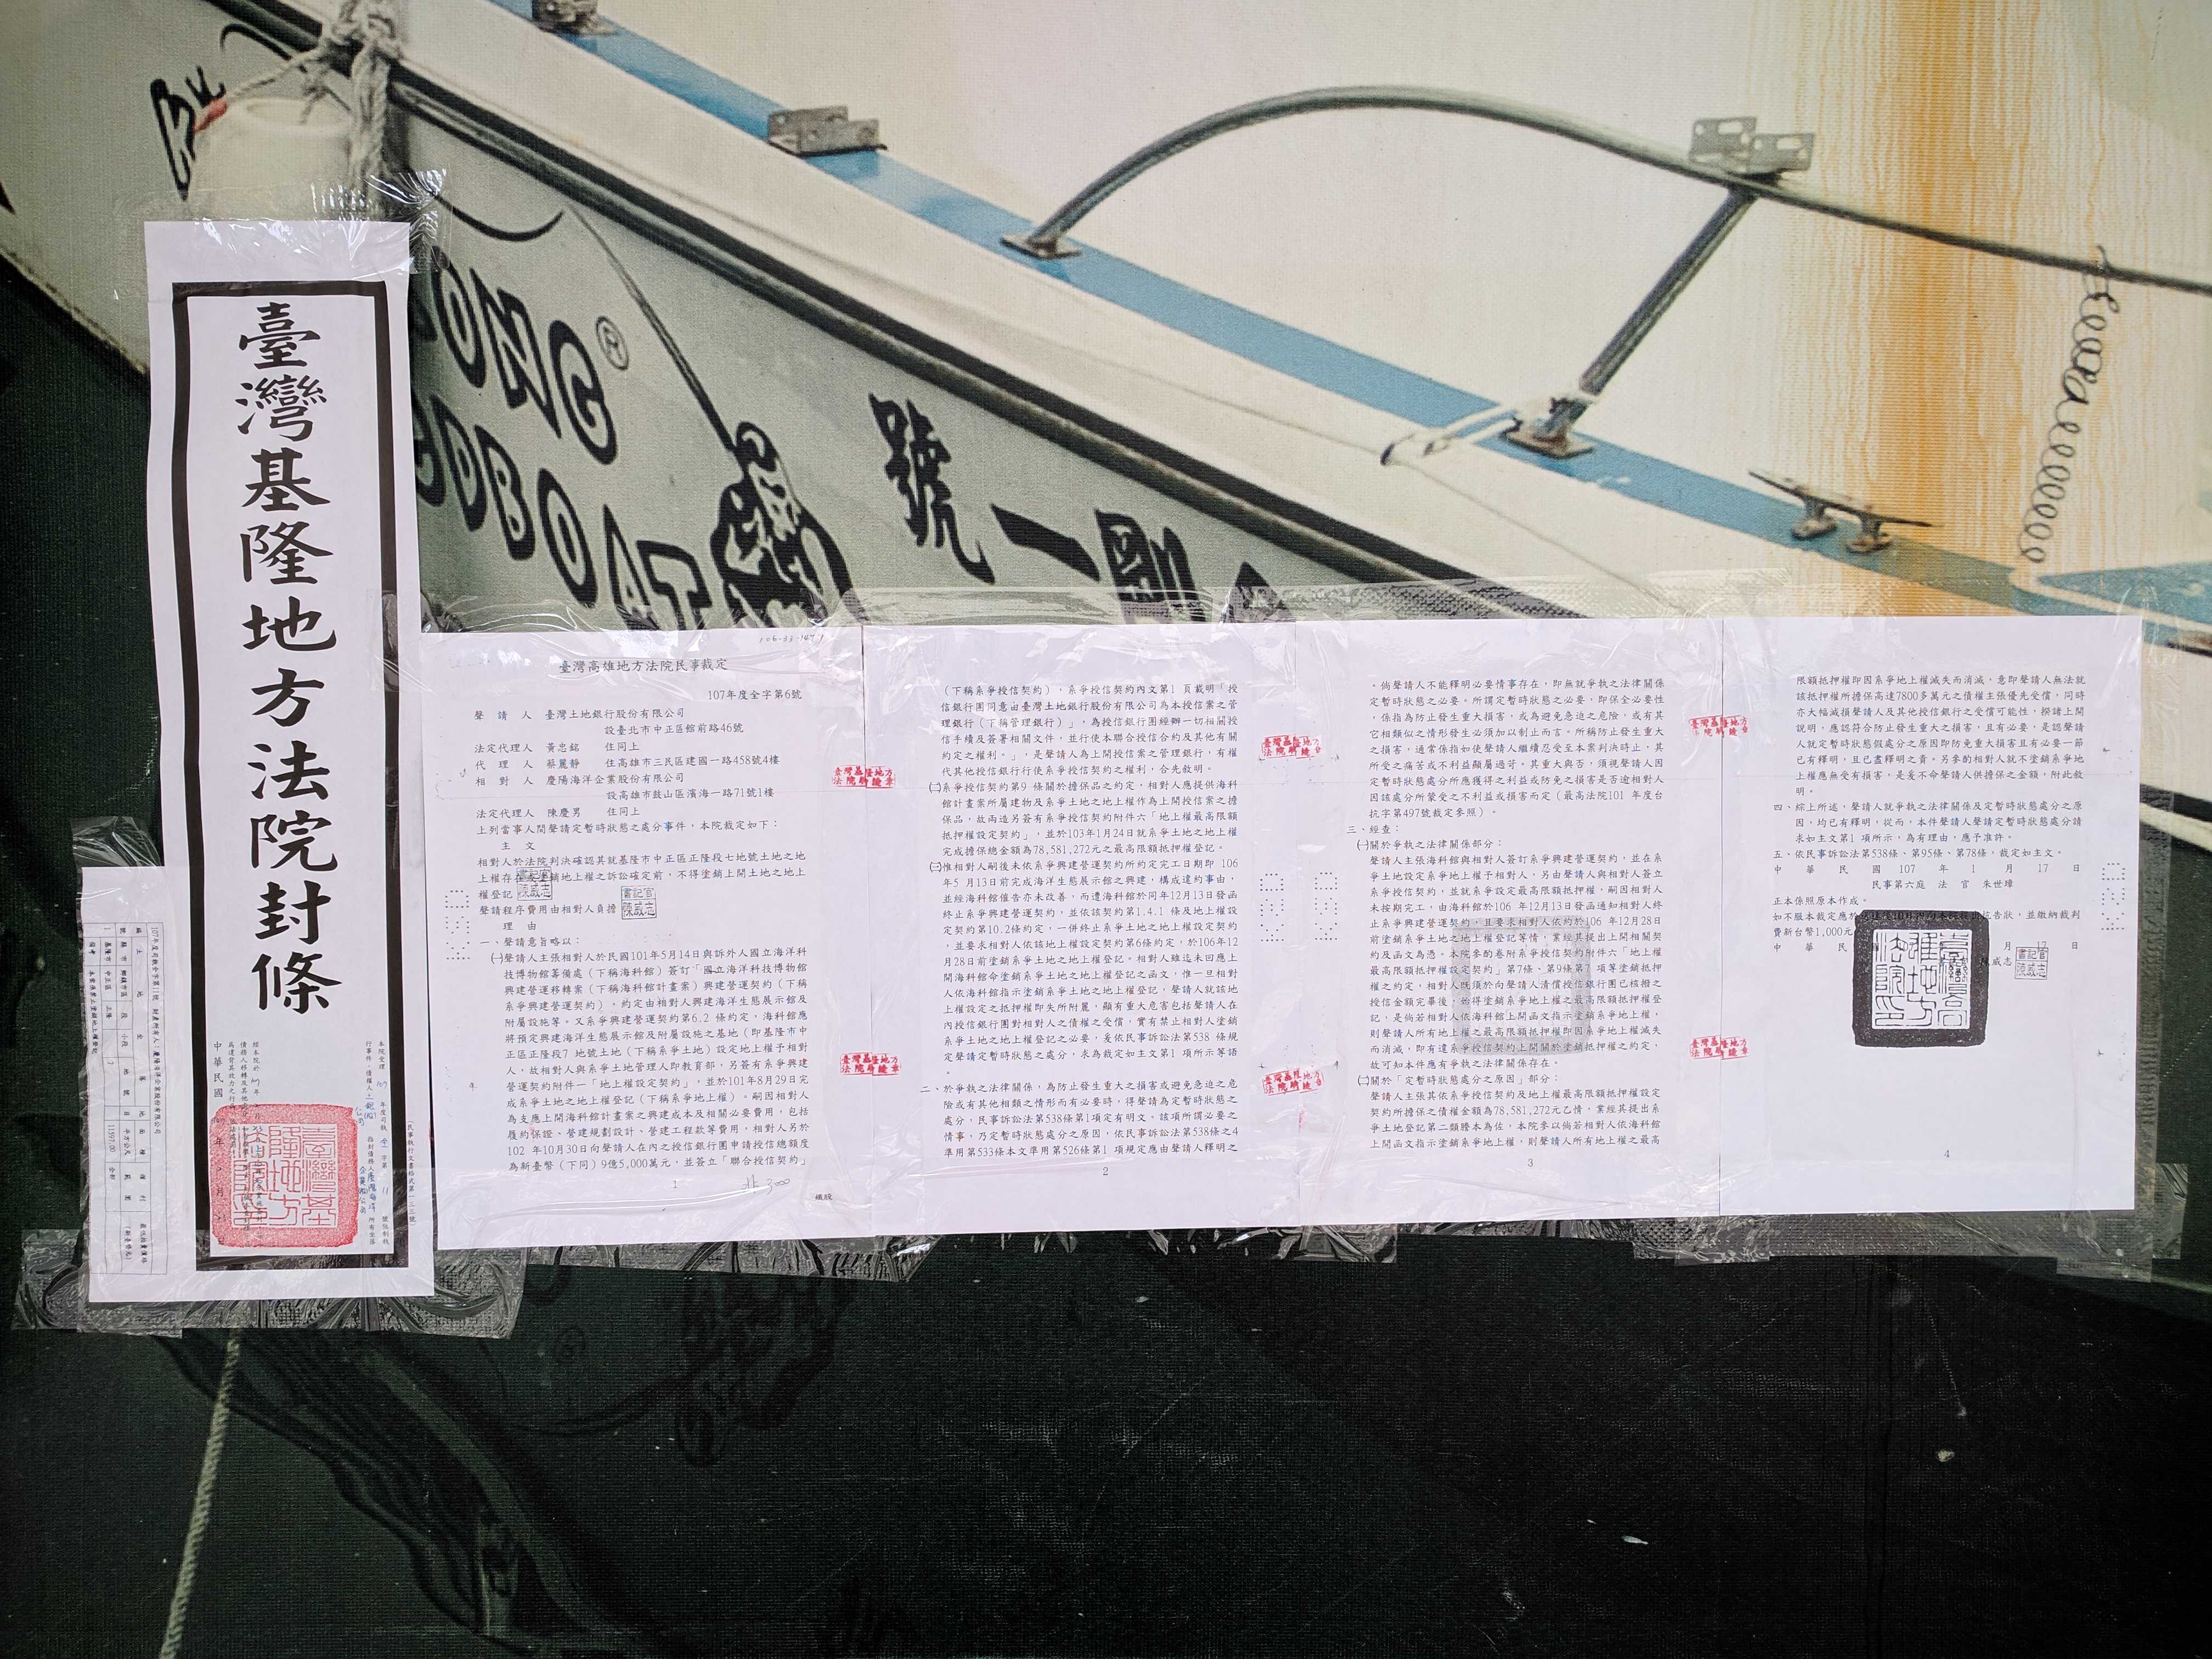 臺灣基隆地方法院封條
中華民國
ONG®
EDBOAT
號一剛
106-33-147-1
臺灣高雄地方法院民事裁定
107年度全字第6號
聲請人 臺灣土地銀行股份有限公司
設臺北市中正區館前路46號
法定代理人 黃忠銘 住同上
代理人 蔡麗靜 住高雄市三民區建國一路458號4樓
相對人 慶陽海洋企業股份有限公司
設高雄市鼓山區濱海一路71號1樓
法定代理人 陳慶男 住同上
上列當事人間聲請定暫時狀態之處分事件，本院裁定如下：
主文
相對人於法院判決確認其就基隆市中正區正隆段七地號土地之地
上權存在或塗銷地上權之訴訟確定前，不得塗銷上開土地之地上
權登記。
聲請程序費用由相對人負擔。
理由
一、聲請意旨略以：
㈠聲請人主張相對人於民國101年5月14日與訴外人國立海洋科
技博物館籌備處（下稱海科館）簽訂「國立海洋科技博物館
興建營運移轉案（下稱海科館計畫案）興建營運契約（下稱
系爭興建營運契約），約定由相對人興建海洋生態展示館及
附屬設施等。又系爭興建營運契約第6.2 條約定，海科館應
將預定興建海洋生態展示館及附屬設施之基地（即基隆市中
正區正隆段7 地號土地（下稱系爭土地）設定地上權予相對
人，故相對人與系爭土地之管理人即教育部，另簽有系爭興建
營運契約附件一「地上權設定契約」，並於101年8月29日完
成系爭土地之地上權登記（下稱系爭地上權）。嗣因相對人
為支應上開海科館計畫案之興建成本及相關必要費用，包括
履約保證、營建規劃設計、營建工程款等費用，相對人另於
102 年10月30日向聲請人在內之授信銀行團申請授信總額度
為新臺幣（下同）9億5,000萬元，並簽立「聯合授信契約」
1
（下稱系爭授信契約），系爭授信契約內文第1 頁載明「授
信銀行團同意由臺灣土地銀行股份有限公司為本授信案之管
理銀行（下稱管理銀行）」，為授信銀行團經辦一切相關授
信手續及簽署相關文件，並行使本聯合授信合約及其他有關
約定之權利。」，是聲請人為上開授信案之管理銀行，有權
代其他授信銀行行使系爭授信契約之權利，合先敘明。
㈡系爭授信契約第9 條關於擔保品之約定，相對人應提供海科
館計畫案所屬建物及系爭土地之地上權作為上開授信案之擔
保品，故兩造另簽有系爭授信契約附件六「地上權最高限額
抵押權設定契約」，並於103年1月24日就系爭土地之地上權
完成擔保總金額為78,581,272元之最高限額抵押權登記。
㈢惟相對人嗣後未依系爭興建營運契約所約定完工日期即 106
年5 月13日前完成海洋生態展示館之興建，構成違約事由，
並經海科館催告亦未改善，而遭海科館於同年12月13日發函
終止系爭興建營運契約，並依該契約第1.4.1 條及地上權設
定契約第10.2條約定，一併終止系爭土地之地上權設定契約
，並要求相對人依該地上權設定契約第6條約定，於106年12
月28日前塗銷系爭土地之地上權登記。相對人雖迄未回應上
開海科館命塗銷系爭土地之地上權登記之函文，惟一旦相對
人依海科館指示塗銷系爭土地之地上權登記，聲請人就該地
上權設定之抵押權即失所附麗，顯有重大危害包括聲請人在
內授信銀行團對相對人之債權之受償，實有禁止相對人塗銷
系爭土地之地上權登記之必要，爰依民事訴訟法第538 條規
定聲請定暫時狀態之處分，求為裁定如主文第1 項所示等語
。
二、於爭執之法律關係，為防止發生重大之損害或避免急迫之危
險或有其他相類之情形而有必要時，得聲請為定暫時狀態之
處分，民事訴訟法第538條第1項定有明文。該項所謂必要之
情事，乃定暫時狀態處分之原因，依民事訴訟法第538條之4
準用第533條本文準用第526條第1 項規定應由聲請人釋明之
2
鐵股
。倘聲請人不能釋明必要情事存在，即無就爭執之法律關係
定暫時狀態之必要。所謂定暫時狀態之必要，即保全必要性
，係指為防止發生重大損害，或為避免急迫之危險，或有其
它相類似之情形發生必須加以制止而言。所稱防止發生重大
之損害，通常係指如使聲請人繼續忍受至本案判決時止，其
所受之痛苦或不利益顯屬過苛。其重大與否，須視聲請人因
定暫時狀態處分所應獲得之利益或防免之損害是否逾相對人
因該處分所蒙受之不利益或損害而定（最高法院101 年度台
抗字第497號裁定參照）。
三、經查：
㈠關於爭執之法律關係部分：
聲請人主張海科館與相對人簽訂系爭興建營運契約，並在系
爭土地設定系爭地上權予相對人，另由聲請人與相對人簽立
系爭授信契約，並就系爭設定最高限額抵押權，嗣因相對人
未按期完工，由海科館於106 年12月13日發函通知相對人終
止系爭興建營運契約，且要求相對人依約於106 年12月28日
前塗銷系爭土地之地上權登記等情，業經其提出上開相關契
約及函文為憑。本院參酌卷附系爭授信契約附件六「地上權
最高限額抵押權設定契約」第7條、第9條第7 項等塗銷抵押
權之約定，相對人既須於向聲請人清償授信銀行團已核撥之
授信金額完畢後，始得塗銷系爭地上權之最高限額抵押權登
記，是倘若相對人依海科館上開函文指示塗銷系爭地上權，
則聲請人所有地上權之最高限額抵押權即因系爭地上權滅失
而消滅，即有違系爭授信契約上開關於塗銷抵押權之約定，
故可知本件應有爭執之法律關係存在。
㈡關於「定暫時狀態處分之原因」部分：
聲請人主張其依系爭授信契約及地上權最高限額抵押權設定
契約所擔保之債權金額為78,581,272元乙情，業經其提出系
爭土地登記第二類謄本為佐，本院參以倘若相對人依海科館
上開函文指示塗銷系爭地上權，則聲請人所有地上權之最高
3
限額抵押權即因系爭地上權滅失而消滅，意即聲請人無法就
該抵押權所擔保高達7800多萬元之債權主張優先受償，同時
亦大幅減損聲請人及其他授信銀行之受償可能性，揆諸上開
說明，應認符合防止發生重大之損害，且有必要，是認聲請
人就定暫時狀態假處分之原因即防免重大損害且有必要一節
已有釋明，且已盡釋明之責。另參酌相對人就不塗銷系爭地
上權應無受有損害，是爰不命聲請人供擔保之金額，附此敘
明。
四、綜上所述，聲請人就爭執之法律關係及定暫時狀態處分之原
因，均已有釋明，從而，本件聲請人聲請定暫時狀態處分請
求如主文第1 項所示，為有理由，應予准許。
五、依民事訴訟法第538條、第95條、第78條，裁定如主文。
中華民國107年1月17日
民事第六庭 法官 朱世璋
正本係照原本作成。
如不服本裁定應於送達後10日內向本院提出抗告狀，並繳納裁判
費新台幣1,000元
中華民 月17日
陳威志
4